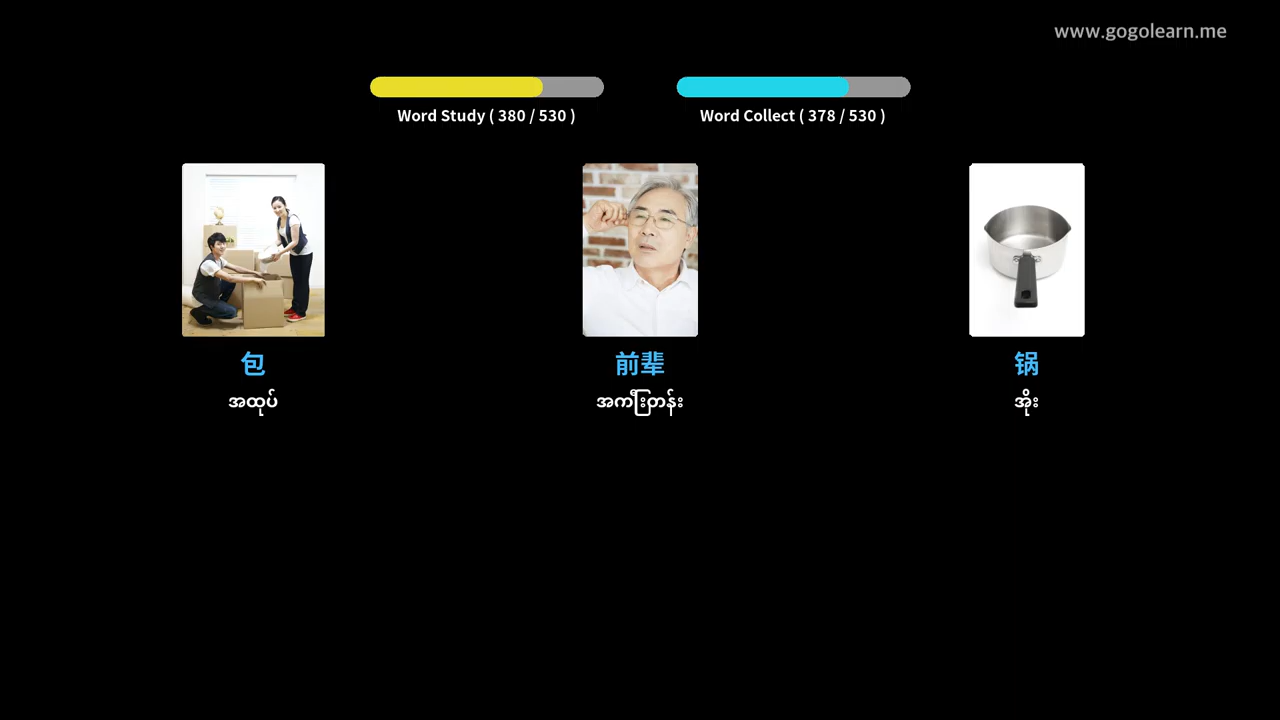 www.gogolearn.me
Word Study ( 380 / 530 )
Word Collect ( 378 / 530 )
包
前辈
锅
အထုပ်
အကြီးတန်း
အိုး